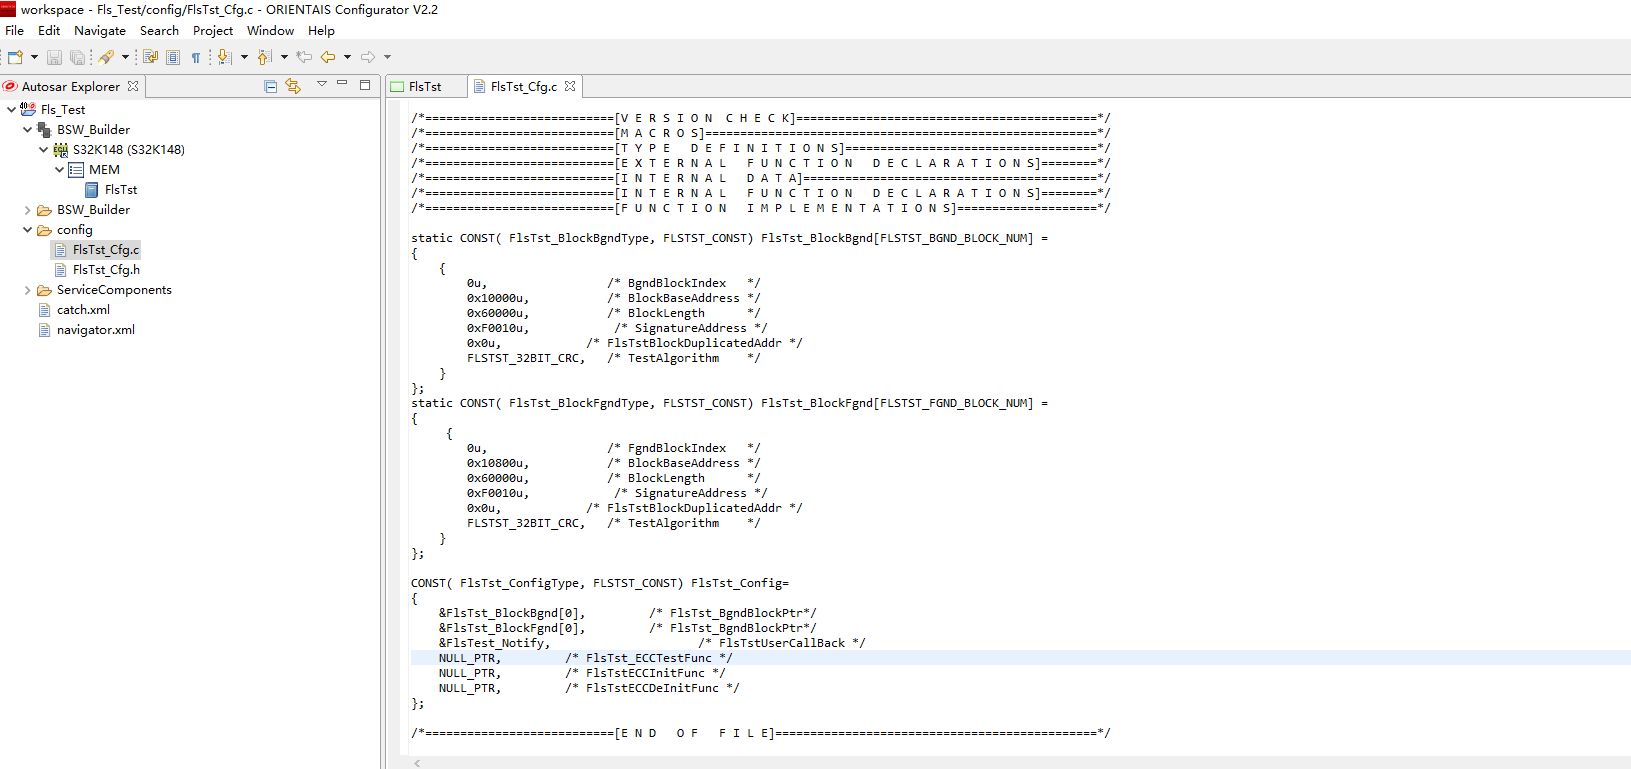 workspace - Fls_Test/config/FlsTst_Cfg.c - ORIENTAIS Configurator V2.2
File Edit Navigate Search Project Window Help
Autosar Explorer
FlsTst
FlsTst_Cfg.c
Fls_Test
BSW_Builder
S32K148 (S32K148)
MEM
FlsTst
BSW_Builder
config
FlsTst_Cfg.c
FlsTst_Cfg.h
ServiceComponents
catch.xml
navigator.xml
/*===========================[V E R S I O N  C H E C K]===========================================*/
/*===========================[M A C R O S]========================================================*/
/*===========================[T Y P E  D E F I N I T I O N S]====================================*/
/*===========================[E X T E R N A L  F U N C T I O N  D E C L A R A T I O N S]========*/
/*===========================[I N T E R N A L  D A T A]==========================================*/
/*===========================[I N T E R N A L  F U N C T I O N  D E C L A R A T I O N S]========*/
/*===========================[F U N C T I O N  I M P L E M E N T A T I O N S]====================*/
static CONST( FlsTst_BlockBgndType, FLSTST_CONST) FlsTst_BlockBgnd[FLSTST_BGND_BLOCK_NUM] =
{
{
0u, /* BgndBlockIndex */
0x10000u, /* BlockBaseAddress */
0x60000u, /* BlockLength */
0xF0010u, /* SignatureAddress */
0x0u, /* FlsTstBlockDuplicatedAddr */
FLSTST_32BIT_CRC, /* TestAlgorithm */
}
};
static CONST( FlsTst_BlockFgndType, FLSTST_CONST) FlsTst_BlockFgnd[FLSTST_FGND_BLOCK_NUM] =
{
{
0u, /* FgndBlockIndex */
0x10800u, /* BlockBaseAddress */
0x60000u, /* BlockLength */
0xF0010u, /* SignatureAddress */
0x0u, /* FlsTstBlockDuplicatedAddr */
FLSTST_32BIT_CRC, /* TestAlgorithm */
}
};
CONST( FlsTst_ConfigType, FLSTST_CONST) FlsTst_Config=
{
&FlsTst_BlockBgnd[0], /* FlsTst_BgndBlockPtr*/
&FlsTst_BlockFgnd[0], /* FlsTst_BgndBlockPtr*/
&FlsTest_Notify, /* FlsTstUserCallBack */
NULL_PTR, /* FlsTst_ECCTestFunc */
NULL_PTR, /* FlsTstECCInitFunc */
NULL_PTR, /* FlsTstECCDeInitFunc */
};
/*===========================[E N D  O F  F I L E]==============================================*/